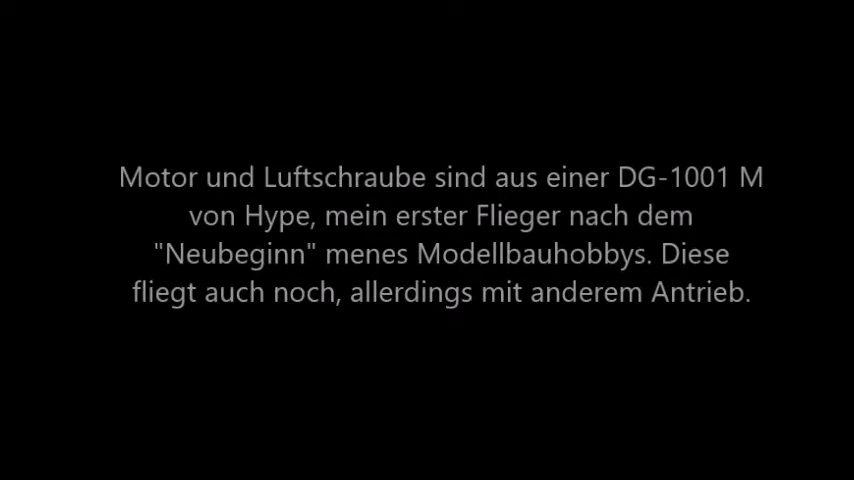 Motor und Luftschraube sind aus einer DG-1001 M
von Hype, mein erster Flieger nach dem
"Neubeginn" menes Modellbauhobbys. Diese
fliegt auch noch, allerdings mit anderem Antrieb.